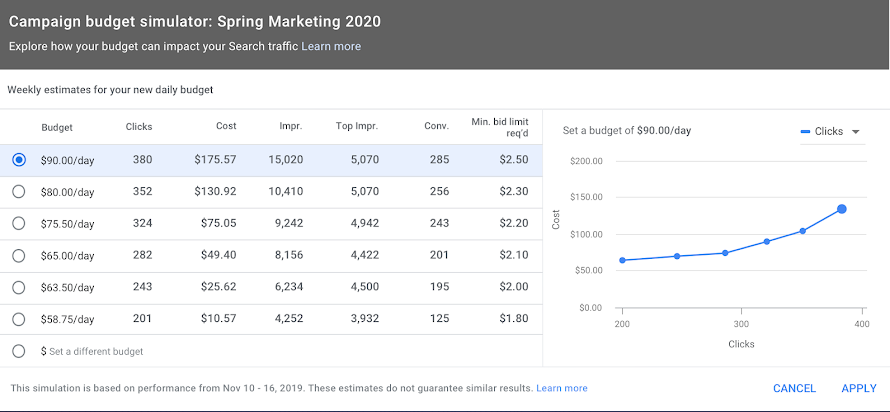 Campaign budget simulator: Spring Marketing 2020
Explore how your budget can impact your Search traffic Learn more
Weekly estimates for your new daily budget
Budget Clicks Cost Impr. Top Impr. Conv. Min. bid limit req'd
$90.00/day 380 $175.57 15,020 5,070 285 $2.50
$80.00/day 352 $130.92 10,410 5,070 256 $2.30
$75.50/day 324 $75.05 9,242 4,942 243 $2.20
$65.00/day 282 $49.40 8,156 4,422 201 $2.10
$63.50/day 243 $25.62 6,234 4,500 195 $2.00
$58.75/day 201 $10.57 4,252 3,932 125 $1.80
$ Set a different budget
Set a budget of $90.00/day
Clicks
$200.00
$150.00
$100.00
$50.00
$0.00
Cost
200 300 400
Clicks
This simulation is based on performance from Nov 10 - 16, 2019. These estimates do not guarantee similar results. Learn more
CANCEL APPLY